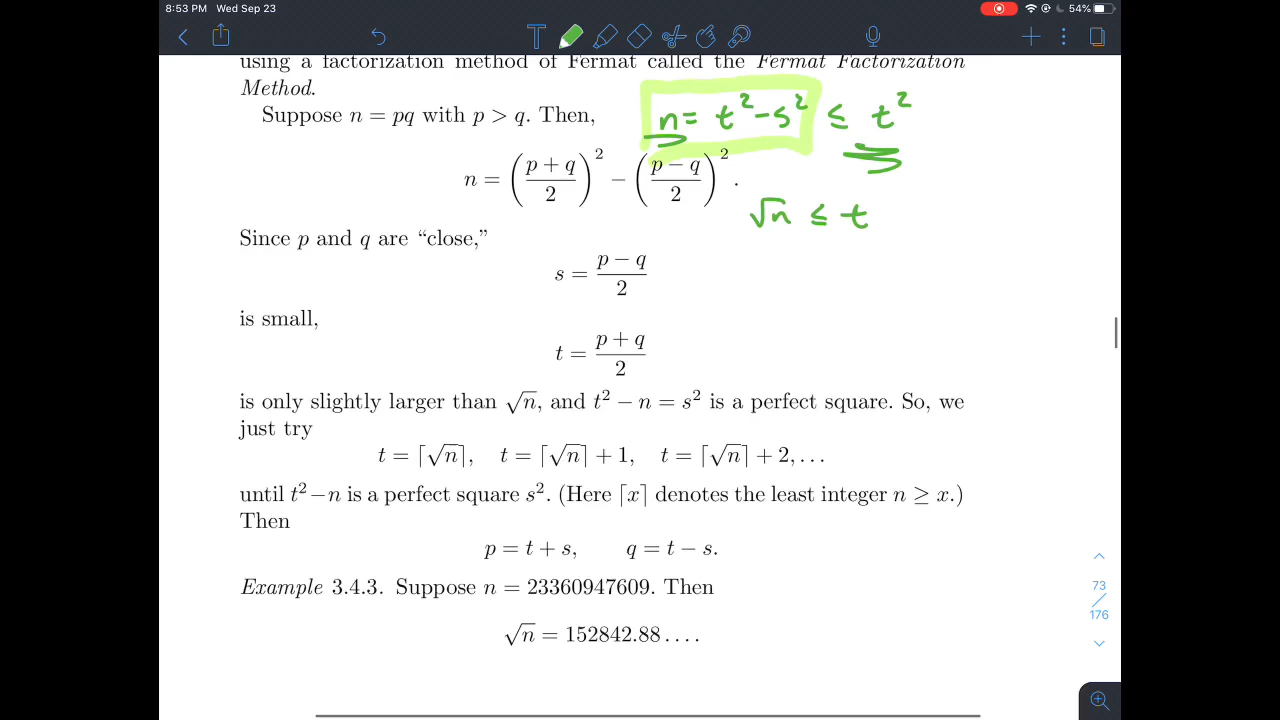 8:53 PM Wed Sep 23 54%
using a factorization method of Fermat called the Fermat Factorization
Method.
Suppose n = pq with p > q. Then,
n = t² − s² ≤ t²
n = ((p + q)/2)² − ((p − q)/2)².
√n ≤ t
Since p and q are “close,”
s = (p − q)/2
is small,
t = (p + q)/2
is only slightly larger than √n, and t² − n = s² is a perfect square. So, we
just try
t = ⌈√n⌉, t = ⌈√n⌉ + 1, t = ⌈√n⌉ + 2, . . .
until t² − n is a perfect square s². (Here ⌈x⌉ denotes the least integer n ≥ x.)
Then
p = t + s, q = t − s.
Example 3.4.3. Suppose n = 23360947609. Then
√n = 152842.88 . . . .
73
/
176